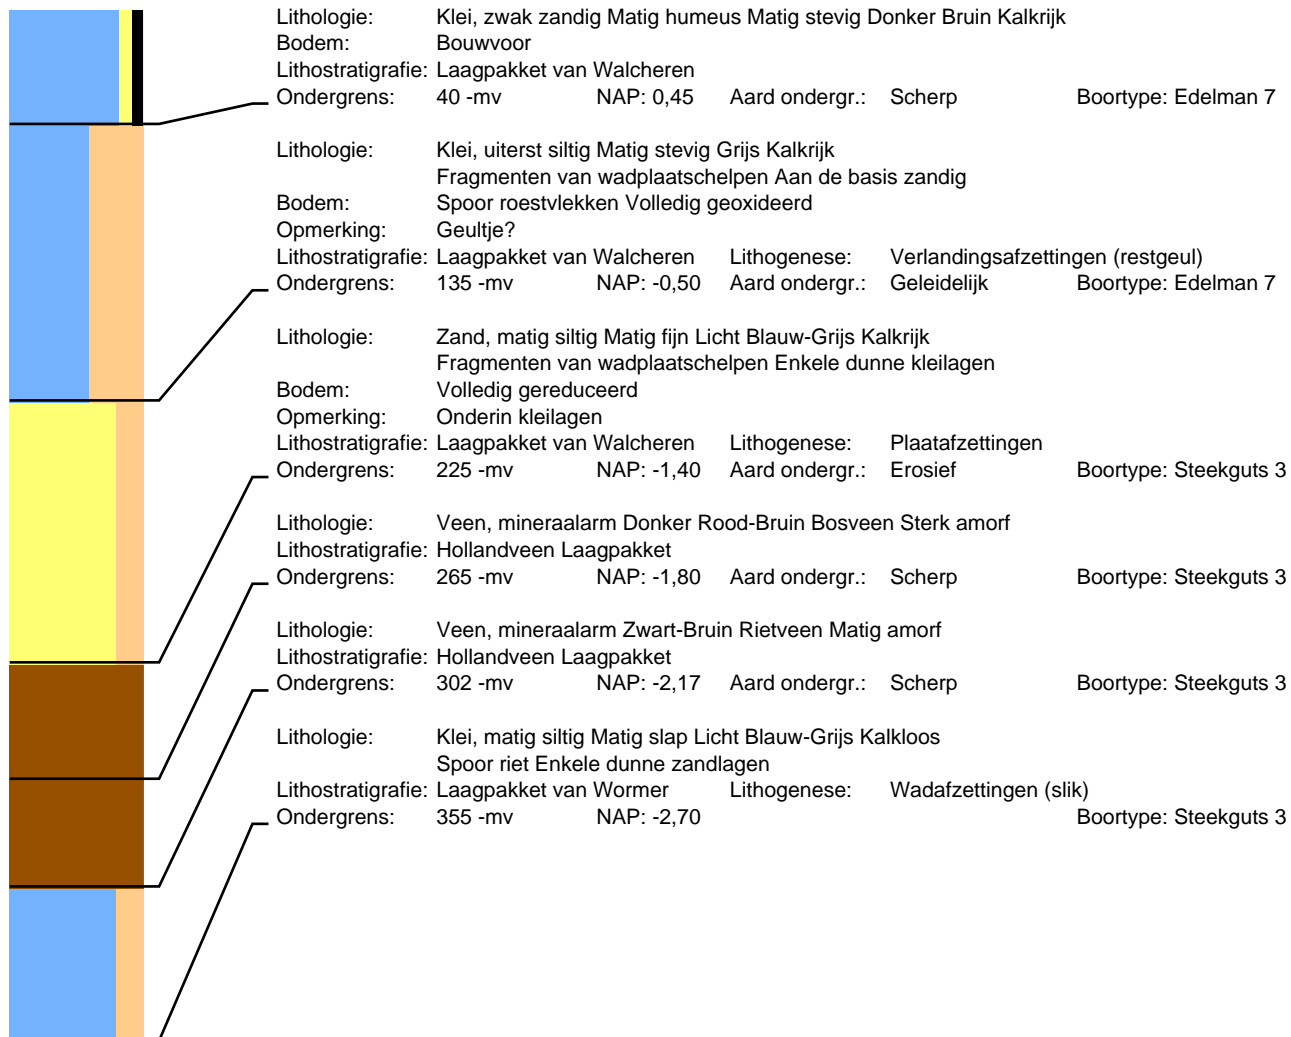 Lithologie: Klei, zwak zandig Matig humeus Matig stevig Donker Bruin Kalkrijk
Bodem: Bouwvoor
Lithostratigrafie: Laagpakket van Walcheren
Ondergrens: 40 -mv NAP: 0,45 Aard ondergr.: Scherp Boortype: Edelman 7
Lithologie: Klei, uiterst siltig Matig stevig Grijs Kalkrijk
Fragmenten van wadplaatschelpen Aan de basis zandig
Bodem: Spoor roestvlekken Volledig geoxideerd
Opmerking: Geultje?
Lithostratigrafie: Laagpakket van Walcheren Lithogenese: Verlandingsafzettingen (restgeul)
Ondergrens: 135 -mv NAP: -0,50 Aard ondergr.: Geleidelijk Boortype: Edelman 7
Lithologie: Zand, matig siltig Matig fijn Licht Blauw-Grijs Kalkrijk
Fragmenten van wadplaatschelpen Enkele dunne kleilagen
Bodem: Volledig gereduceerd
Opmerking: Onderin kleilagen
Lithostratigrafie: Laagpakket van Walcheren Lithogenese: Plaatafzettingen
Ondergrens: 225 -mv NAP: -1,40 Aard ondergr.: Erosief Boortype: Steekguts 3
Lithologie: Veen, mineraalarm Donker Rood-Bruin Bosveen Sterk amorf
Lithostratigrafie: Hollandveen Laagpakket
Ondergrens: 265 -mv NAP: -1,80 Aard ondergr.: Scherp Boortype: Steekguts 3
Lithologie: Veen, mineraalarm Zwart-Bruin Rietveen Matig amorf
Lithostratigrafie: Hollandveen Laagpakket
Ondergrens: 302 -mv NAP: -2,17 Aard ondergr.: Scherp Boortype: Steekguts 3
Lithologie: Klei, matig siltig Matig slap Licht Blauw-Grijs Kalkloos
Spoor riet Enkele dunne zandlagen
Lithostratigrafie: Laagpakket van Wormer Lithogenese: Wadafzettingen (slik)
Ondergrens: 355 -mv NAP: -2,70 Boortype: Steekguts 3